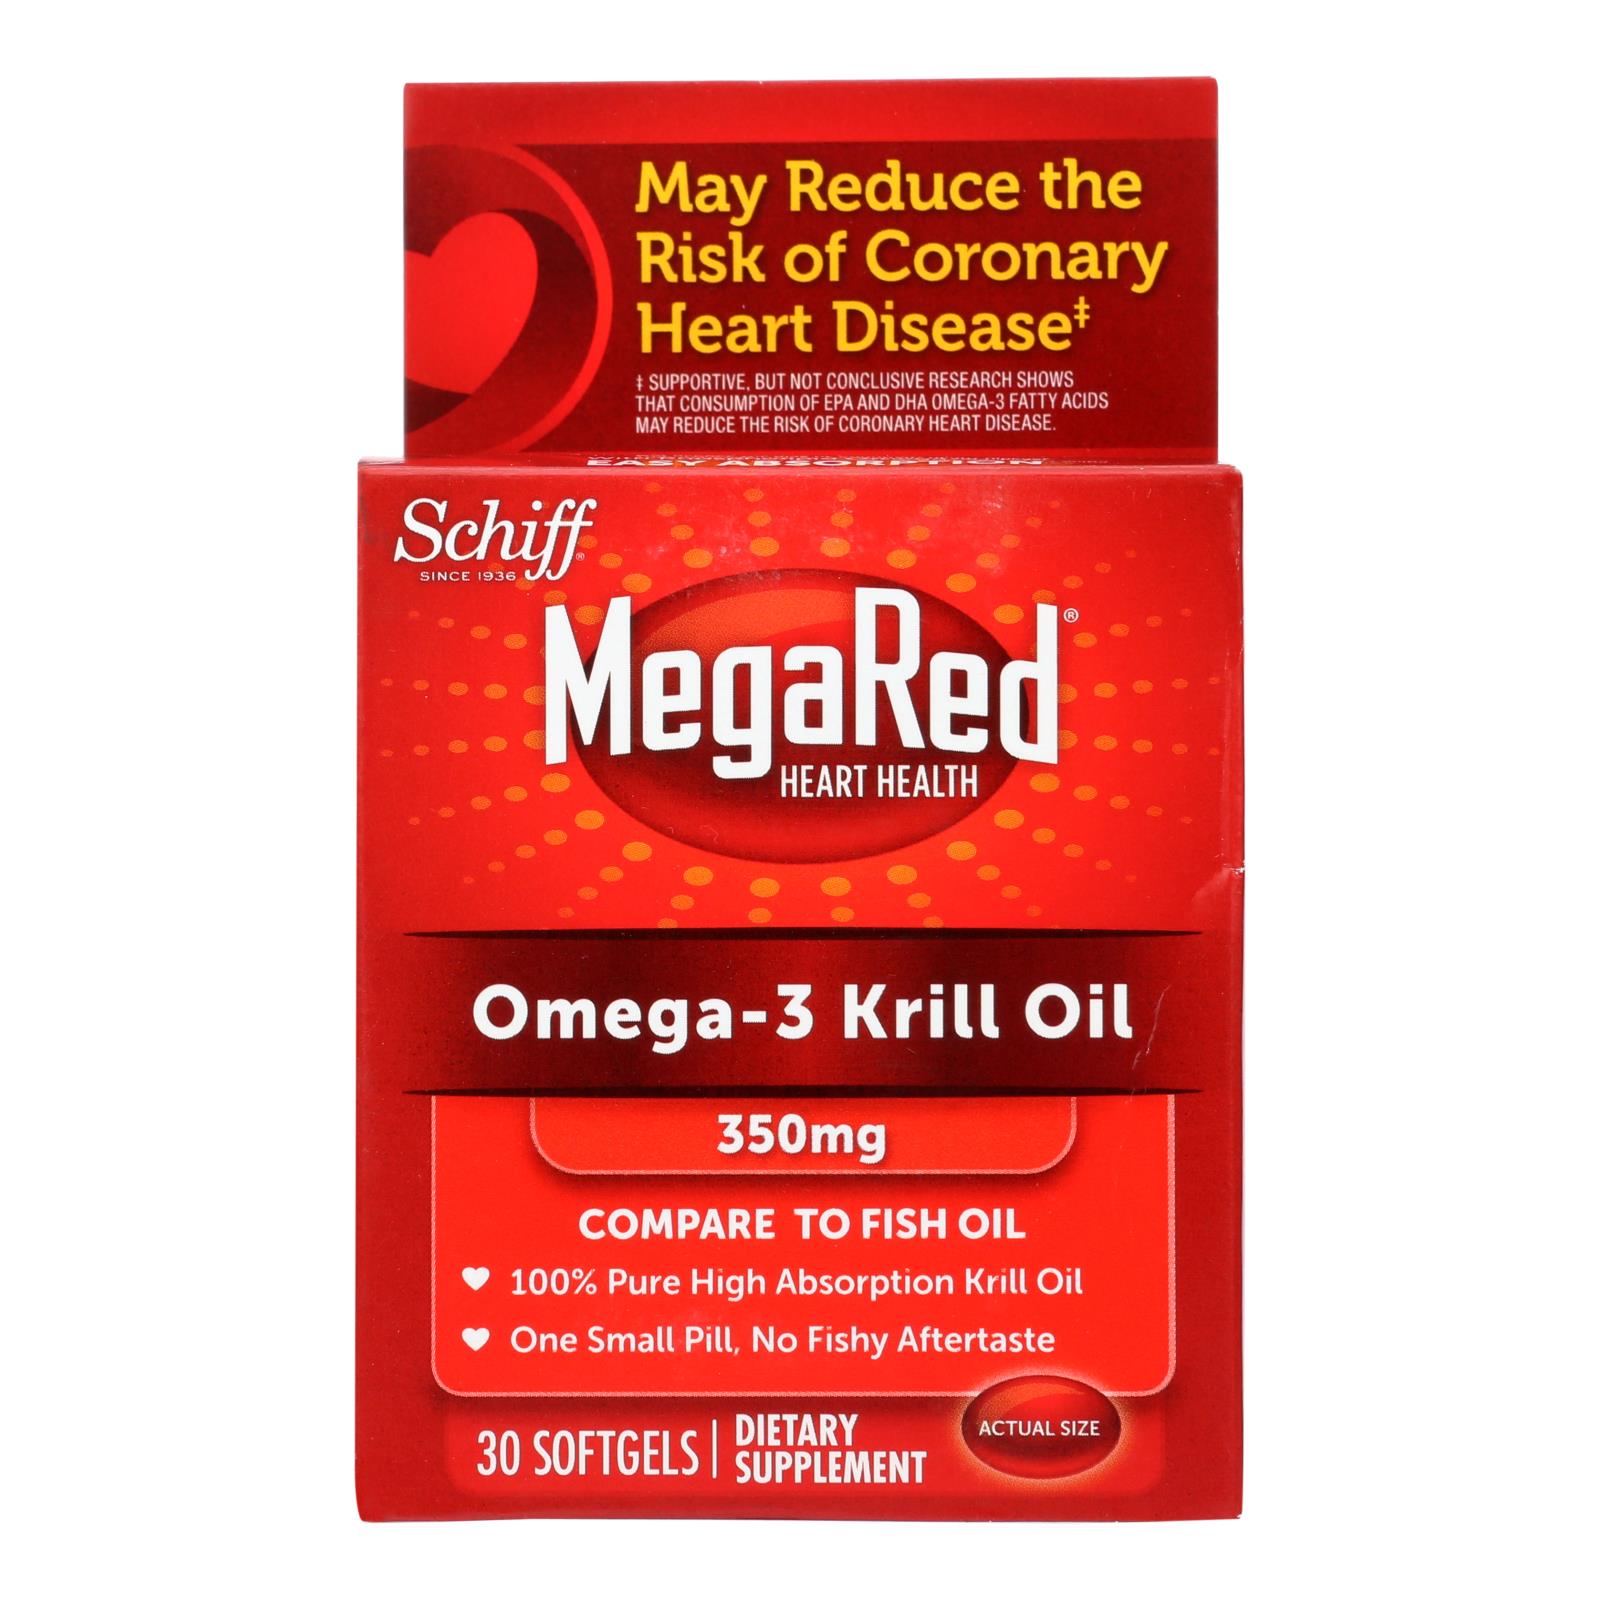 May Reduce the
Risk of Coronary
Heart Disease‡
‡ SUPPORTIVE, BUT NOT CONCLUSIVE RESEARCH SHOWS
THAT CONSUMPTION OF EPA AND DHA OMEGA-3 FATTY ACIDS
MAY REDUCE THE RISK OF CORONARY HEART DISEASE.
EASY ABSORPTION
Schiff®
SINCE 1936
MegaRed®
HEART HEALTH
Omega-3 Krill Oil
350mg
COMPARE TO FISH OIL
100% Pure High Absorption Krill Oil
One Small Pill, No Fishy Aftertaste
30 SOFTGELS | DIETARY
SUPPLEMENT
ACTUAL SIZE